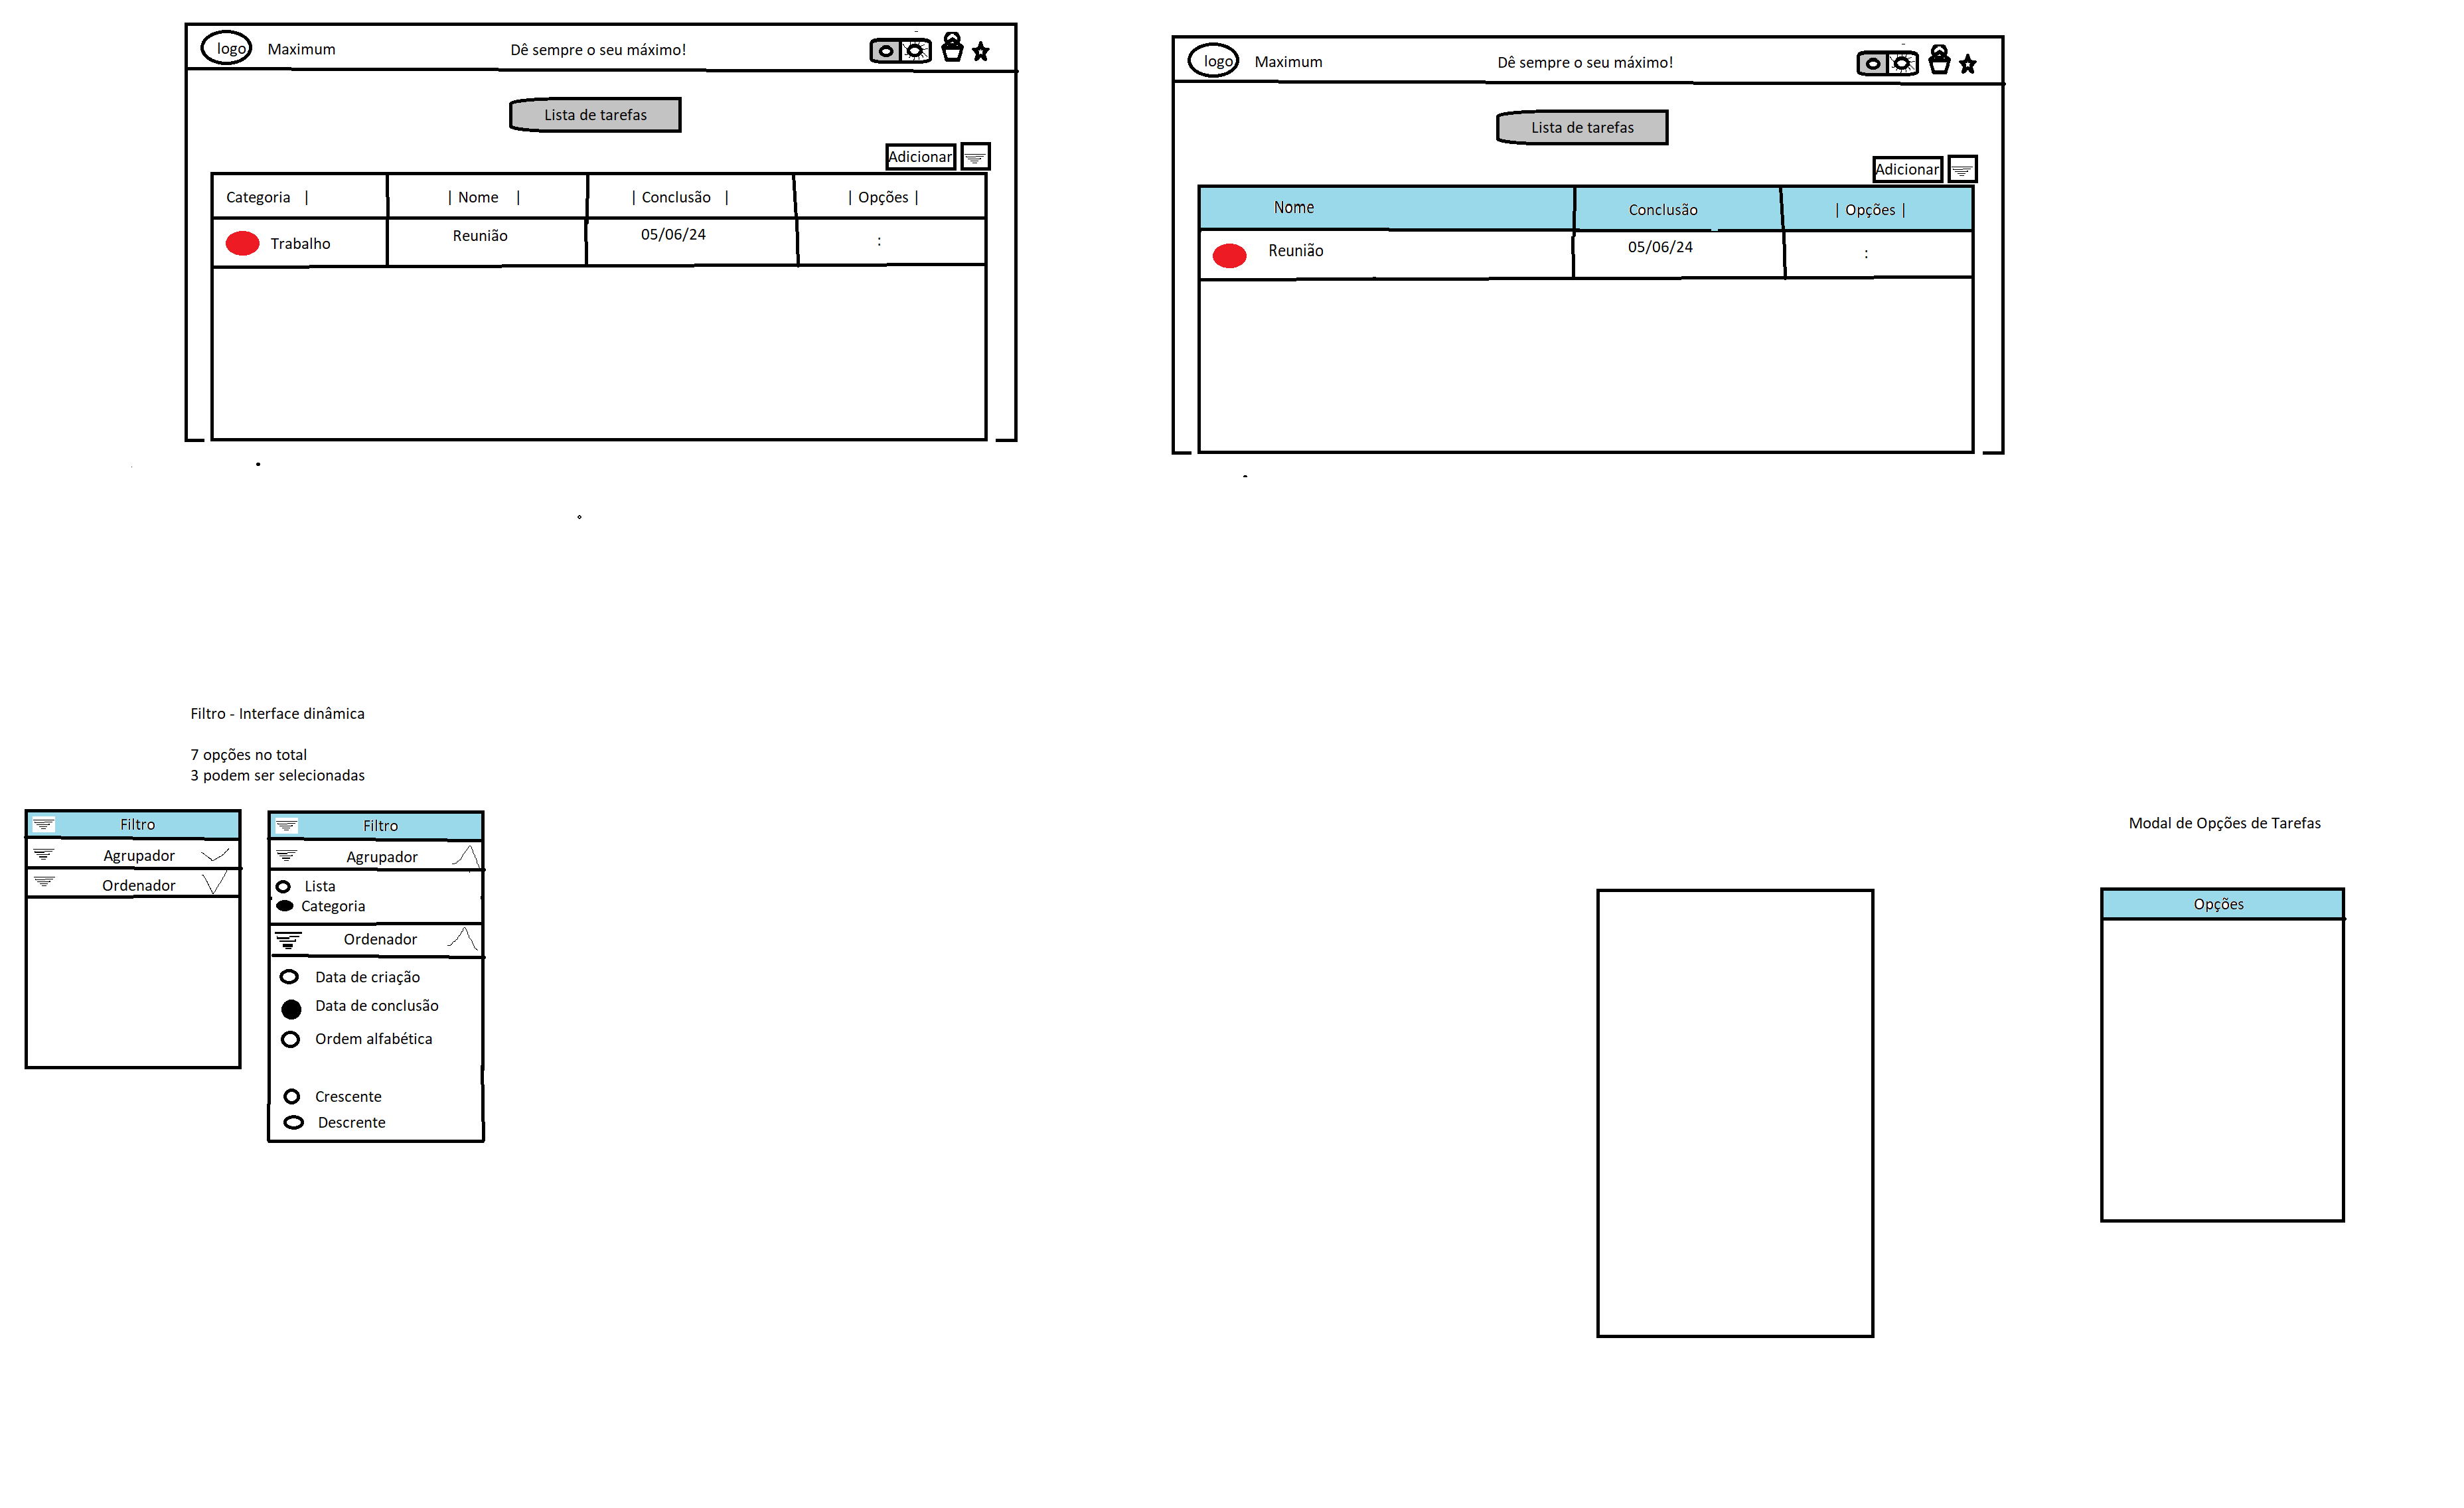 logo Maximum Dê sempre o seu máximo!
Lista de tarefas
Adicionar
Categoria | | Nome | | Conclusão | | Opções |
Trabalho Reunião 05/06/24 :
logo Maximum Dê sempre o seu máximo!
Lista de tarefas
Adicionar
Nome Conclusão | Opções |
Reunião 05/06/24 :
Filtro - Interface dinâmica
7 opções no total
3 podem ser selecionadas
Filtro
Agrupador
Ordenador
Filtro
Agrupador
Lista
Categoria
Ordenador
Data de criação
Data de conclusão
Ordem alfabética
Crescente
Descrente
Modal de Opções de Tarefas
Opções